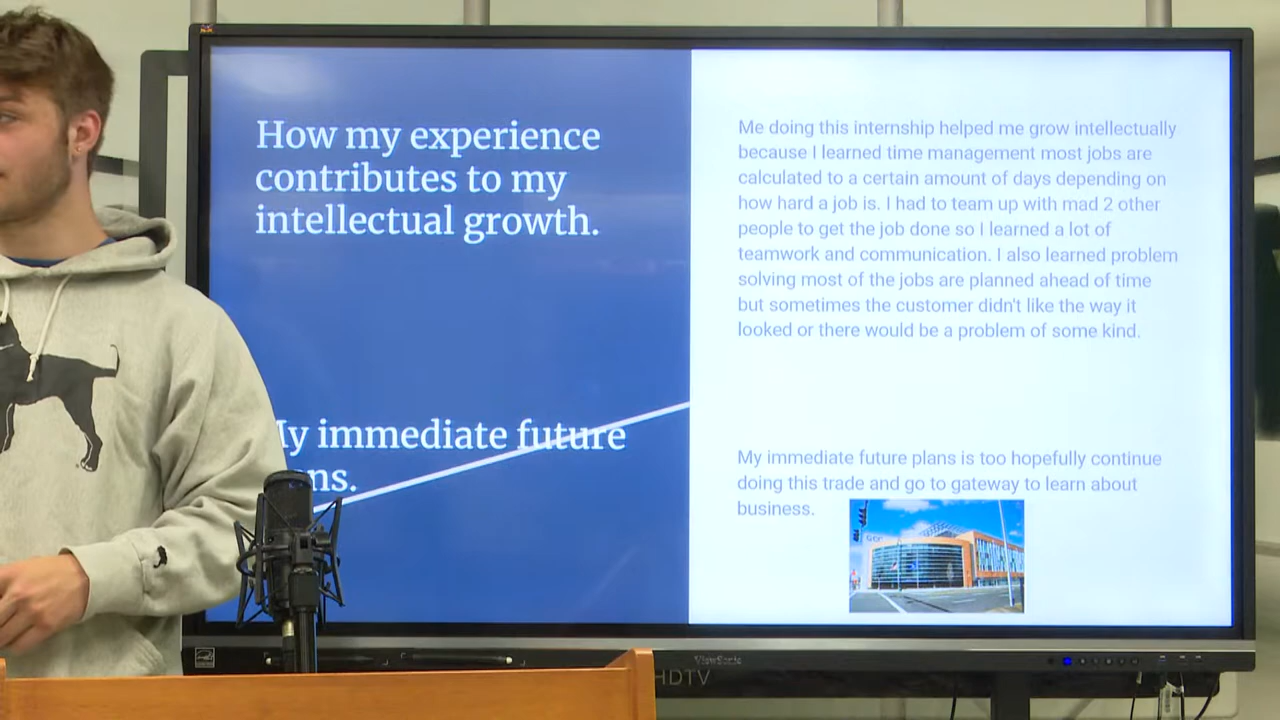 How my experience
contributes to my
intellectual growth.
My immediate future
Me doing this internship helped me grow intellectually
because I learned time management most jobs are
calculated to a certain amount of days depending on
how hard a job is. I had to team up with mad 2 other
people to get the job done so I learned a lot of
teamwork and communication. I also learned problem
solving most of the jobs are planned ahead of time
but sometimes the customer didn't like the way it
looked or there would be a problem of some kind.
My immediate future plans is too hopefully continue
doing this trade and go to gateway to learn about
business.
ViewSonic
HDTV